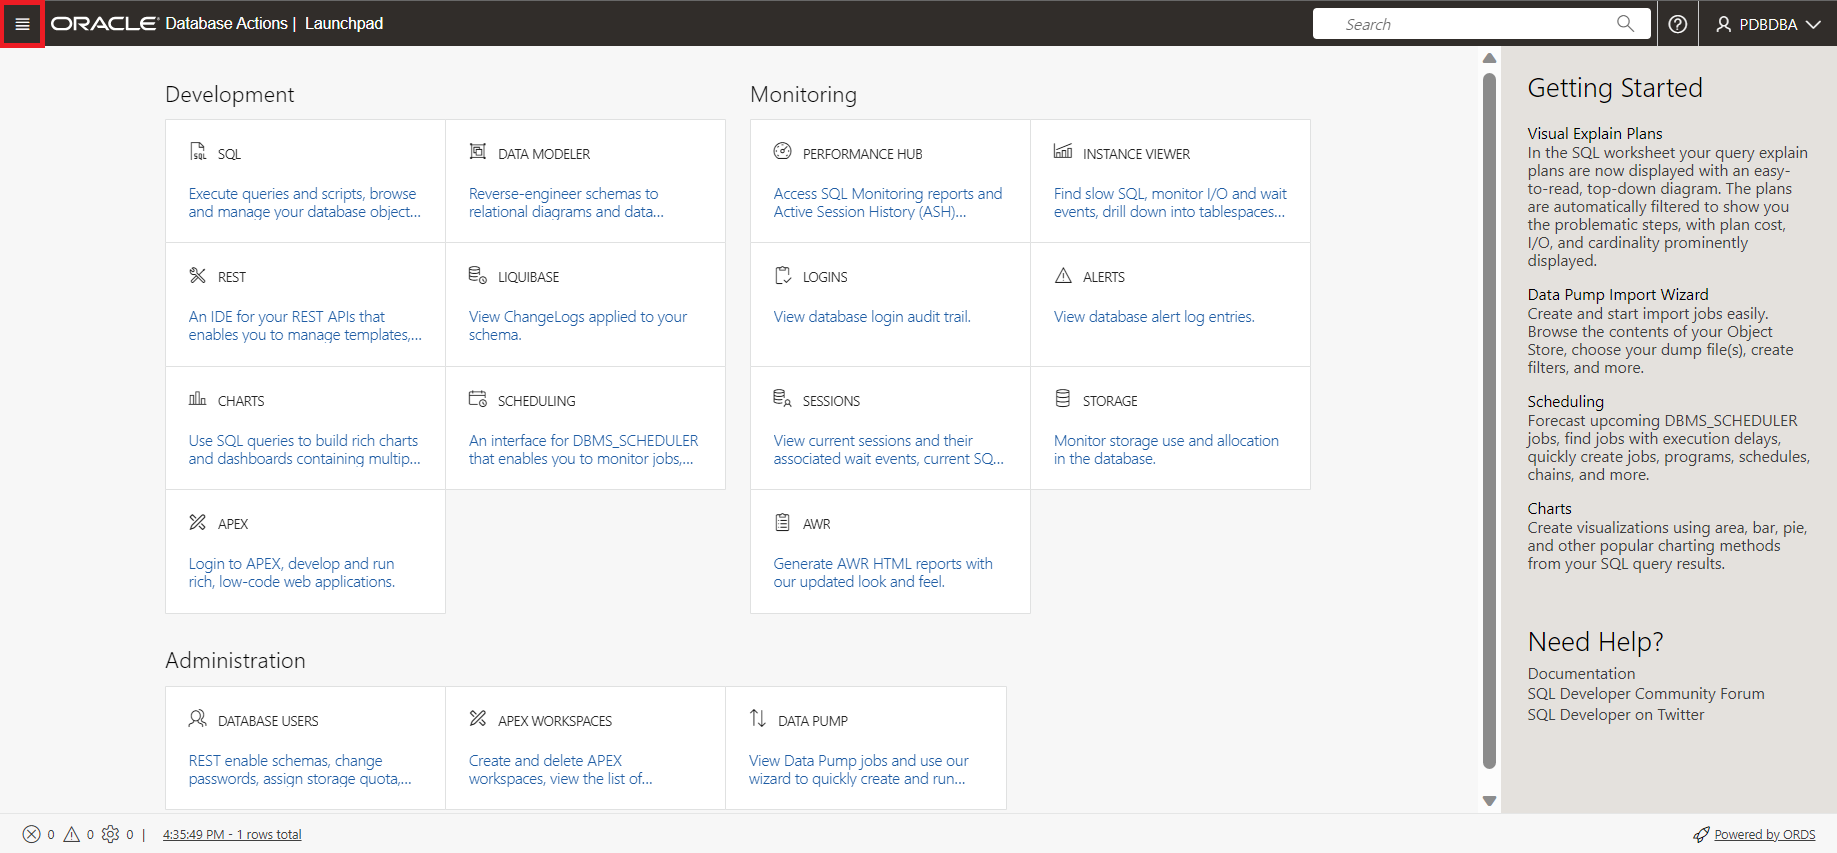 ORACLE Database Actions | Launchpad
Search
PDBDBA
Development
SQL
Execute queries and scripts, browse
and manage your database object...
DATA MODELER
Reverse-engineer schemas to
relational diagrams and data...
REST
An IDE for your REST APIs that
enables you to manage templates,...
LIQUIBASE
View ChangeLogs applied to your
schema.
CHARTS
Use SQL queries to build rich charts
and dashboards containing multip...
SCHEDULING
An interface for DBMS_SCHEDULER
that enables you to monitor jobs,...
APEX
Login to APEX, develop and run
rich, low-code web applications.
Monitoring
PERFORMANCE HUB
Access SQL Monitoring reports and
Active Session History (ASH)...
INSTANCE VIEWER
Find slow SQL, monitor I/O and wait
events, drill down into tablespaces...
LOGINS
View database login audit trail.
ALERTS
View database alert log entries.
SESSIONS
View current sessions and their
associated wait events, current SQ...
STORAGE
Monitor storage use and allocation
in the database.
AWR
Generate AWR HTML reports with
our updated look and feel.
Administration
DATABASE USERS
REST enable schemas, change
passwords, assign storage quota,...
APEX WORKSPACES
Create and delete APEX
workspaces, view the list of...
DATA PUMP
View Data Pump jobs and use our
wizard to quickly create and run...
Getting Started
Visual Explain Plans
In the SQL worksheet your query explain
plans are now displayed with an easy-
to-read, top-down diagram. The plans
are automatically filtered to show you
the problematic steps, with plan cost,
I/O, and cardinality prominently
displayed.
Data Pump Import Wizard
Create and start import jobs easily.
Browse the contents of your Object
Store, choose your dump file(s), create
filters, and more.
Scheduling
Forecast upcoming DBMS_SCHEDULER
jobs, find jobs with execution delays,
quickly create jobs, programs, schedules,
chains, and more.
Charts
Create visualizations using area, bar, pie,
and other popular charting methods
from your SQL query results.
Need Help?
Documentation
SQL Developer Community Forum
SQL Developer on Twitter
0 0 0 | 4:35:49 PM - 1 rows total
Powered by ORDS